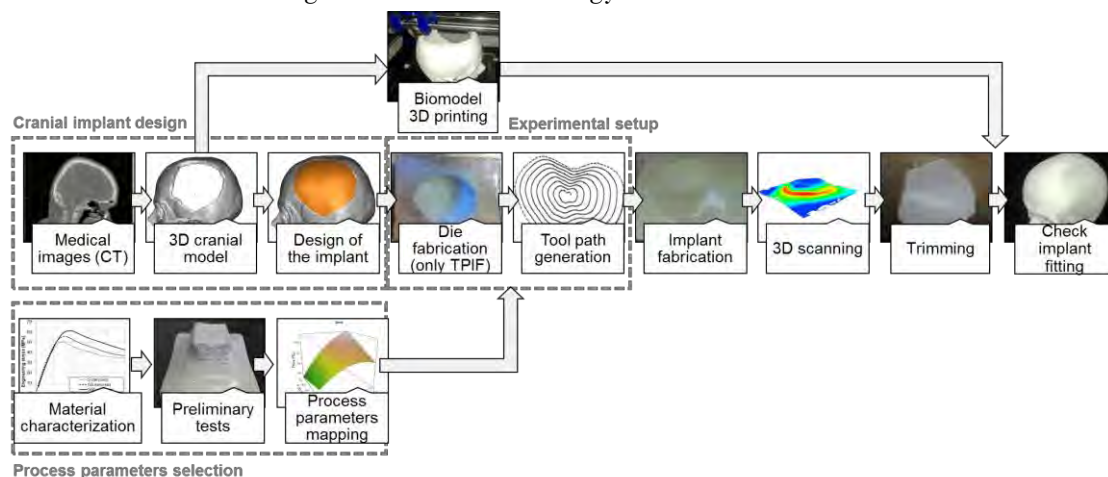 Biomodel
3D printing
Cranial implant design
Experimental setup
Medical
images (CT)
3D cranial
model
Design of
the implant
Die
fabrication
(only TPIF)
Tool path
generation
Implant
fabrication
3D scanning
Trimming
Check
implant
fitting
Material
characterization
Preliminary
tests
Process
parameters
mapping
Process parameters selection